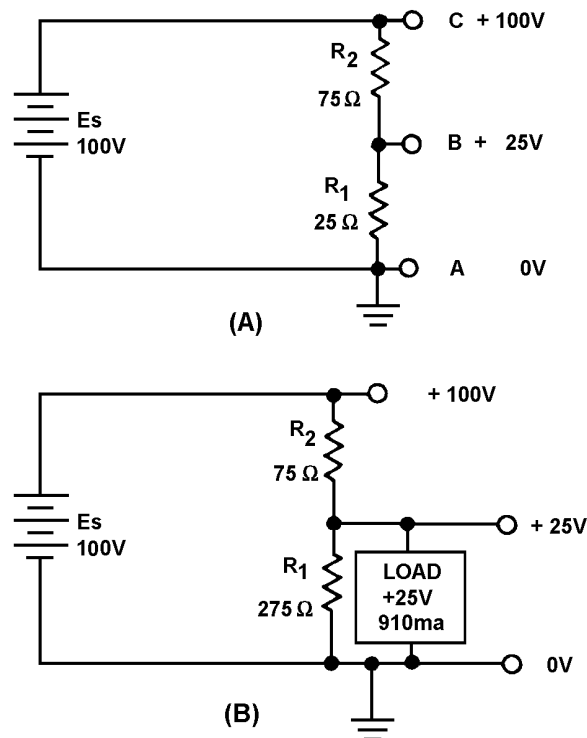 C + 100V
R2
75Ω
Es
100V
B + 25V
R1
25 Ω
A 0V
(A)
+ 100V
R2
75 Ω
Es
100V
+ 25V
R1
275 Ω
LOAD
+25V
910ma
0V
(B)